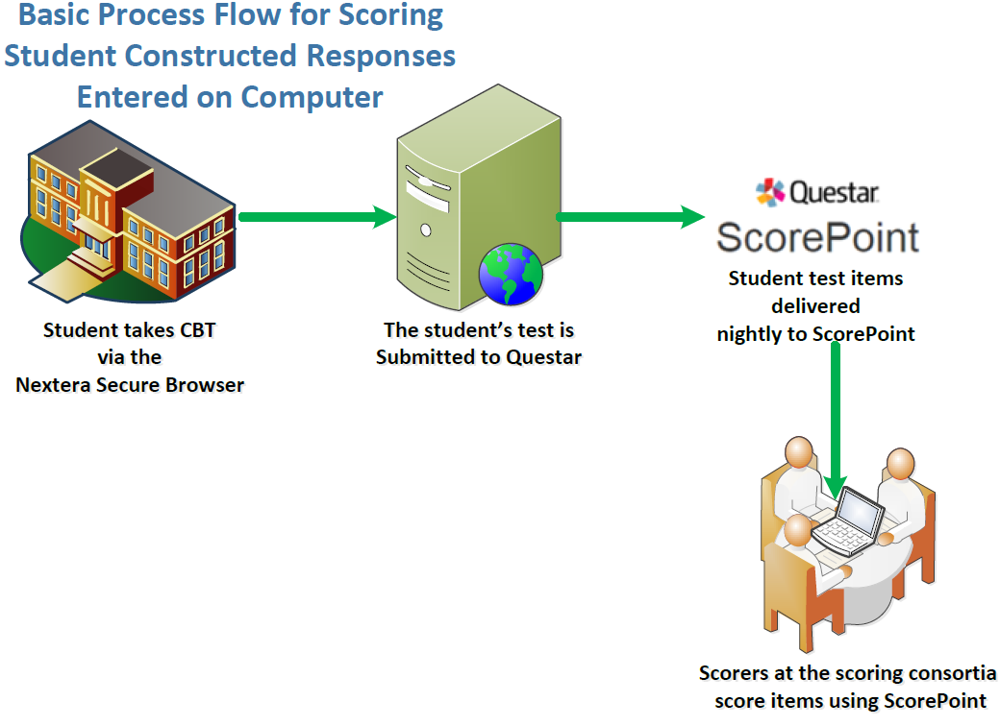 Basic Process Flow for Scoring
Student Constructed Responses
Entered on Computer
Questar
ScorePoint
Student takes CBT
via the
Nextera Secure Browser
The student's test is
Submitted to Questar
Student test items
delivered
nightly to ScorePoint
Scorers at the scoring consortia
score items using ScorePoint